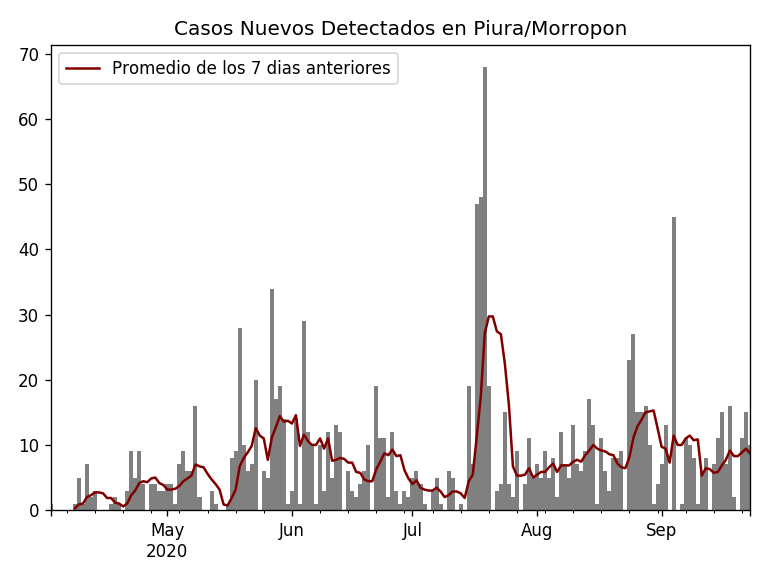 Casos Nuevos Detectados en Piura/Morropon
Promedio de los 7 dias anteriores
70
60
50
40
30
20
10
0
May
2020
Jun
Jul
Aug
Sep